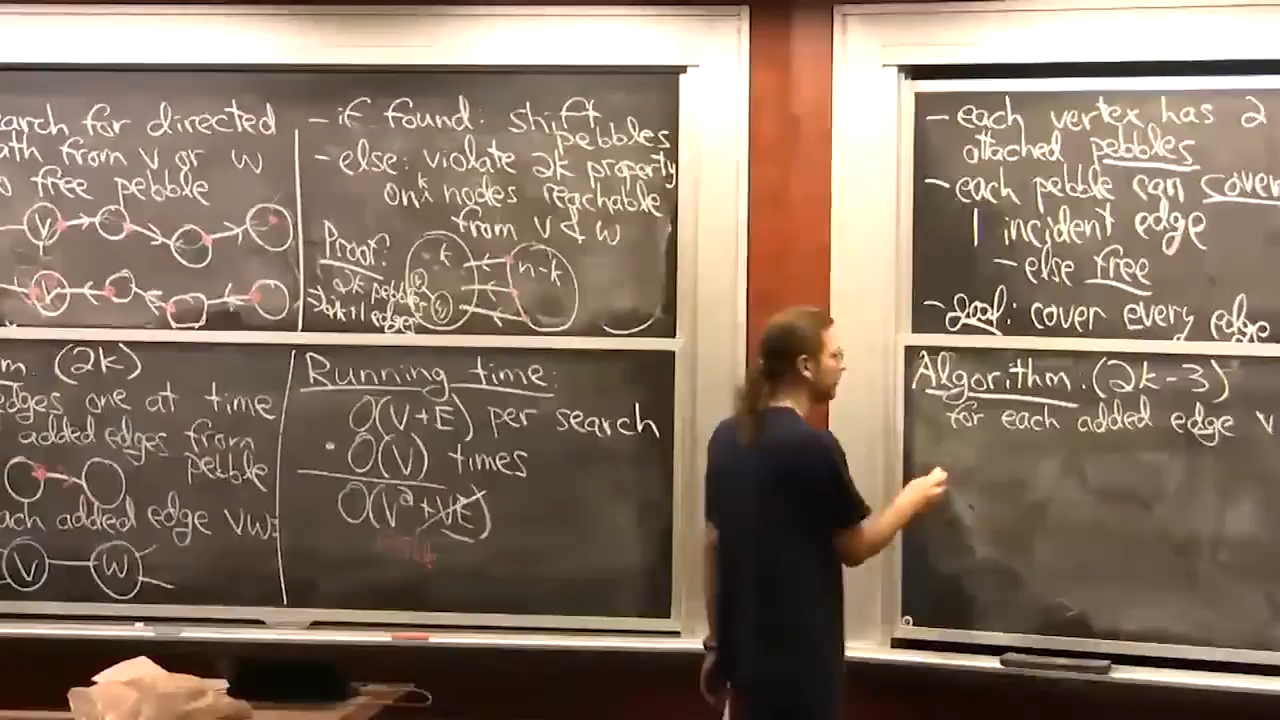 arch for directed
ath from v or w
o free pebble
v
v
- if found: shift
pebbles
- else: violate 2k property
on k nodes reachable
from v & w
Proof:
2k pebbles
→ 2k+1 edges
k
n-k
- each vertex has 2
attached pebbles
- each pebble can cover
1 incident edge
- else free
- goal: cover every edge
m. (2k)
edges one at time
added edges from
pebble
ach added edge vw:
v
w
Running time:
O(V+E) per search
· O(V) times
O(V²+VE)
Algorithm: (2k-3)
for each added edge v